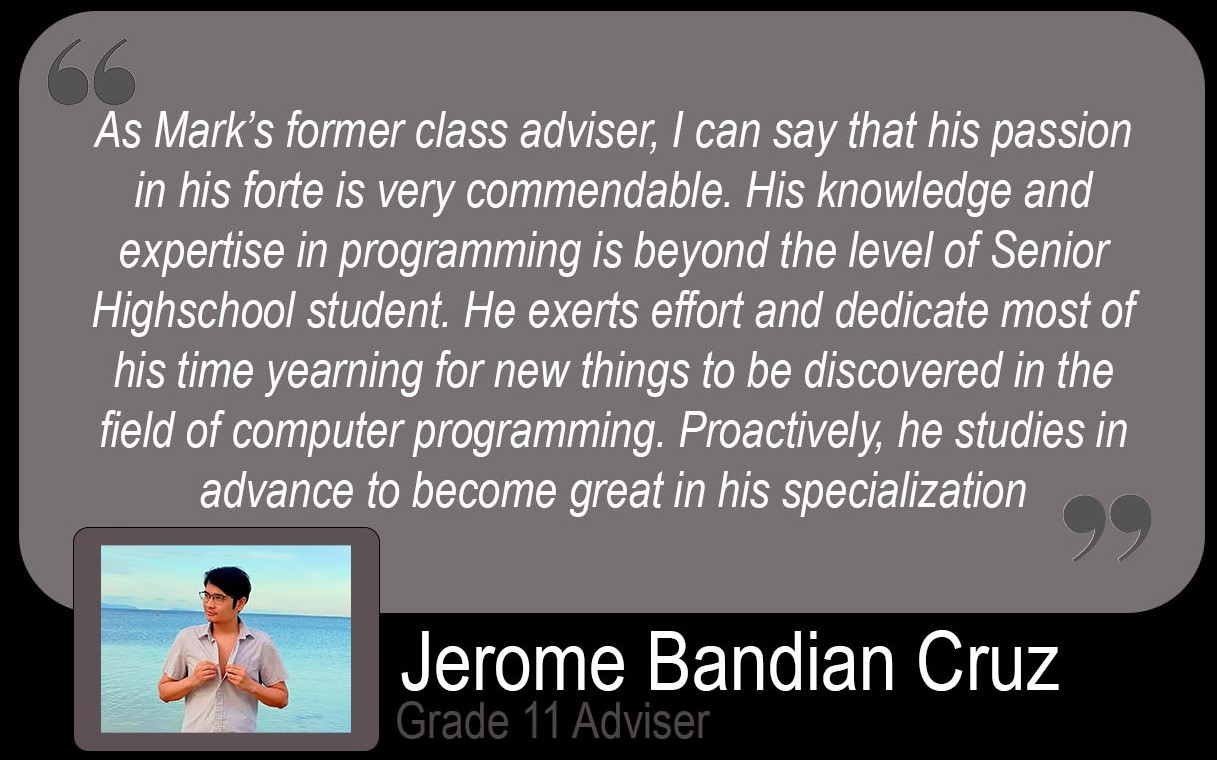 “
As Mark’s former class adviser, I can say that his passion
in his forte is very commendable. His knowledge and
expertise in programming is beyond the level of Senior
Highschool student. He exerts effort and dedicate most of
his time yearning for new things to be discovered in the
field of computer programming. Proactively, he studies in
advance to become great in his specialization
”
Jerome Bandian Cruz
Grade 11 Adviser